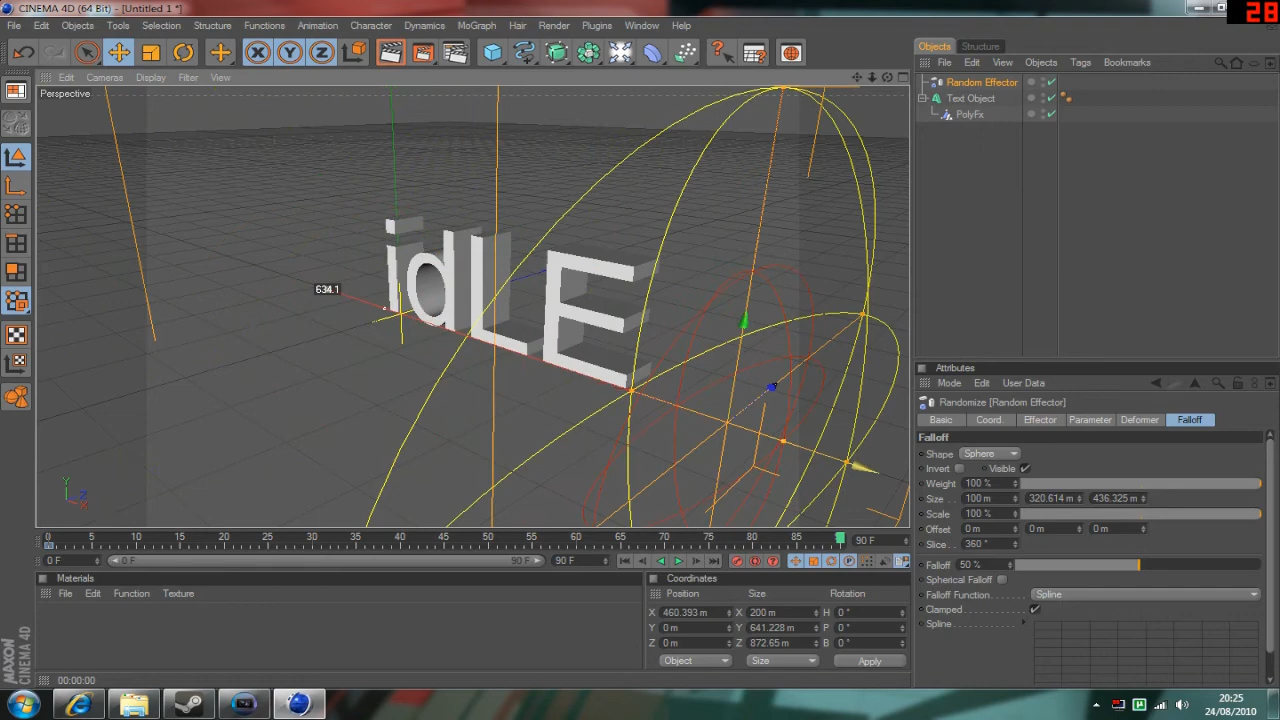 CINEMA 4D (64 Bit) - [Untitled 1 *]
28
File Edit Objects Tools Selection Structure Functions Animation Character Dynamics MoGraph Hair Render Plugins Window Help
X Y Z
Objects Structure
File Edit View Objects Tags Bookmarks
Edit Cameras Display Filter View
Perspective
Random Effector
Text Object
PolyFx
idLE
634.1
Y Z X
Attributes
Mode Edit User Data
Randomize [Random Effector]
Basic Coord. Effector Parameter Deformer Falloff
Falloff
Shape Sphere
Invert Visible
Weight 100 %
Size 100 m 320.614 m 436.325 m
Scale 100 %
Offset 0 m 0 m 0 m
Slice 360 °
Falloff 50 %
Spherical Falloff
Falloff Function Spline
Clamped
Spline
0 5 10 15 20 25 30 35 40 45 50 55 60 65 70 75 80 85 90 F
0 F 0 F 90 F 90 F
Materials
File Edit Function Texture
Coordinates
Position Size Rotation
X 460.393 m X 200 m H 0 °
Y 0 m Y 641.228 m P 0 °
Z 0 m Z 872.65 m B 0 °
Object Size Apply
MAXON CINEMA 4D
00:00:00
20:25
24/08/2010